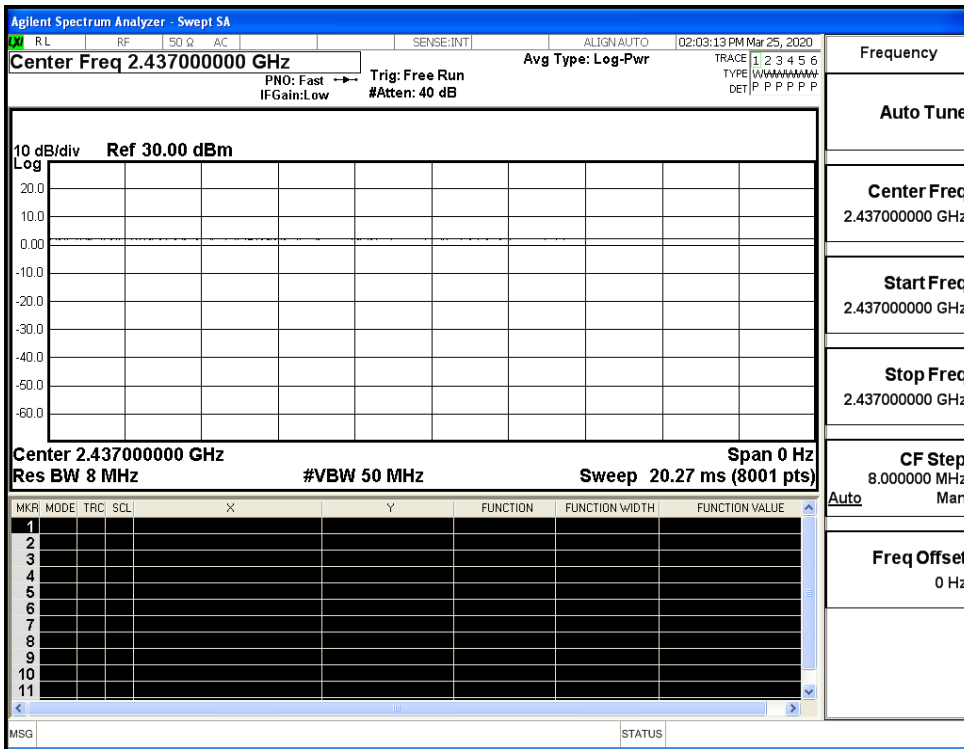 Agilent Spectrum Analyzer - Swept SA
LXI RL RF 50 Ω AC SENSE:INT ALIGN AUTO 02:03:13 PM Mar 25, 2020
Center Freq 2.437000000 GHz Avg Type: Log-Pwr TRACE 1 2 3 4 5 6
PNO: Fast Trig: Free Run TYPE WWWWWW
IFGain:Low #Atten: 40 dB DET P P P P P P
10 dB/div Ref 30.00 dBm
Log
20.0
10.0
0.00
-10.0
-20.0
-30.0
-40.0
-50.0
-60.0
Center 2.437000000 GHz Span 0 Hz
Res BW 8 MHz #VBW 50 MHz Sweep 20.27 ms (8001 pts)
MKR MODE TRC SCL X Y FUNCTION FUNCTION WIDTH FUNCTION VALUE
1
2
3
4
5
6
7
8
9
10
11
MSG STATUS
Frequency
Auto Tune
Center Freq
2.437000000 GHz
Start Freq
2.437000000 GHz
Stop Freq
2.437000000 GHz
CF Step
8.000000 MHz
Auto Man
Freq Offset
0 Hz